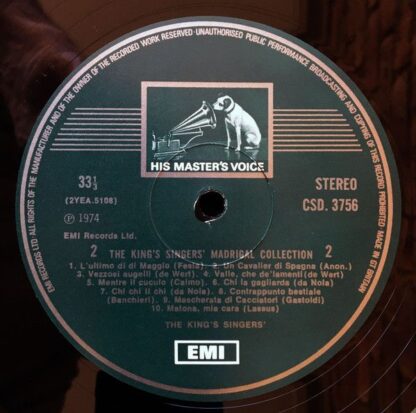 EMI RECORDS LTD·ALL RIGHTS OF THE MANUFACTURER AND OF THE OWNER OF THE RECORDED WORK RESERVED·UNAUTHORISED PUBLIC PERFORMANCE BROADCASTING AND COPYING OF THIS RECORD PROHIBITED MADE IN GT BRITAIN
HIS MASTER'S VOICE
33⅓
STEREO
(2YEA.5108)
CSD. 3756
℗ 1974
EMI Records Ltd.
2 THE KING'S SINGERS' MADRIGAL COLLECTION 2
1. L'ultimo di di Maggio (Festa) 2. Un Cavalier di Spagna (Anon.)
3. Vezzosi augelli (de Wert) 4. Valle, che de'lamenti (de Wert)
5. Mentre il cuculo (Caimo) 6. Chi la gagliarda (da Nola)
7. Chi chi li chi (da Nola) 8. Contrappunto bestiale
(Banchieri) 9. Mascherata di Cacciatori (Gastoldi)
10. Matona, mia cara (Lassus)
THE KING'S SINGERS'
EMI